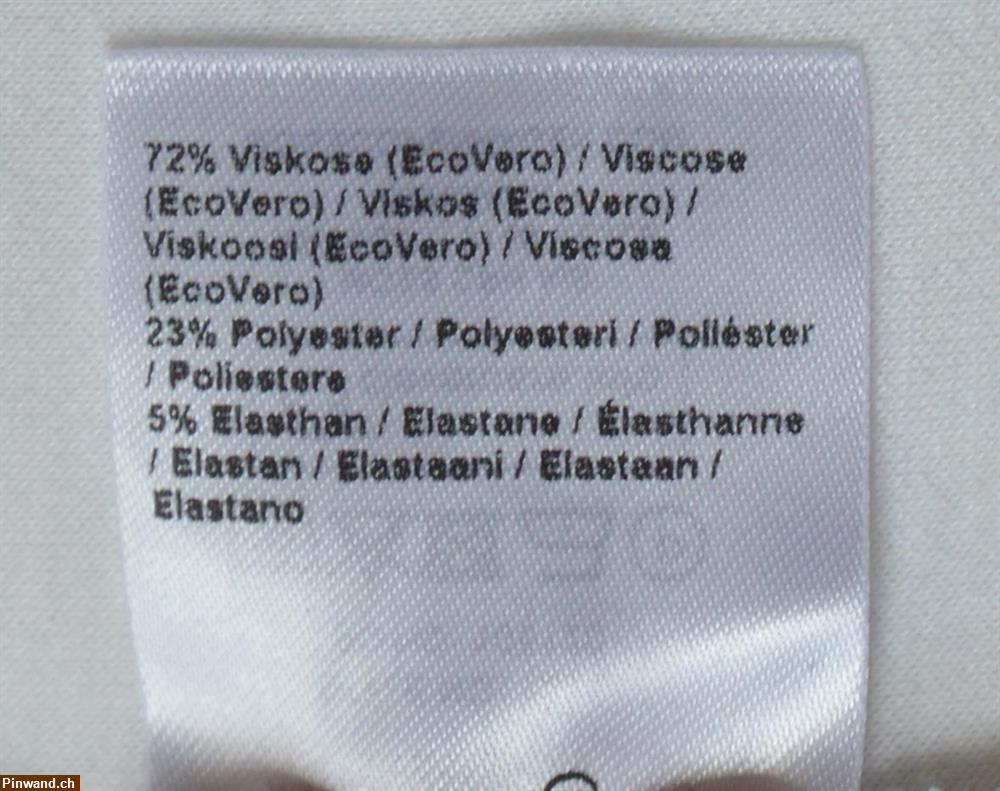 72% Viskose (EcoVero) / Viscose
(EcoVero) / Viskos (EcoVero) /
Viskoosi (EcoVero) / Viscosa
(EcoVero)
23% Polyester / Polyesteri / Poliéster
/ Poliestere
5% Elasthan / Elastane / Élasthanne
/ Elastan / Elastaani / Elastaan /
Elastano
Pinwand.ch